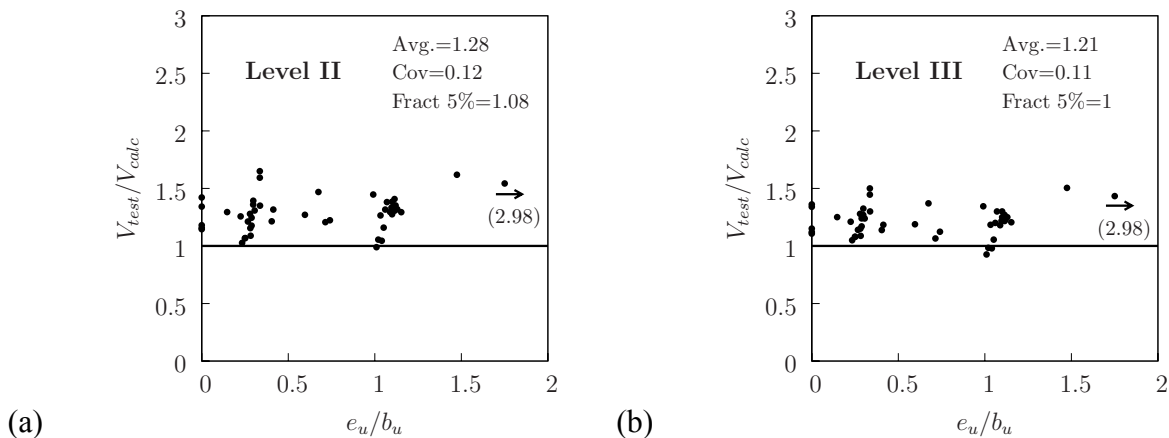 3
2.5
2
1.5
1
0.5
0
Level II
Avg.=1.28
Cov=0.12
Fract 5%=1.08
(2.98)
V_test/V_calc
0 0.5 1 1.5 2
e_u/b_u
(a)
3
2.5
2
1.5
1
0.5
0
Level III
Avg.=1.21
Cov=0.11
Fract 5%=1
(2.98)
V_test/V_calc
0 0.5 1 1.5 2
e_u/b_u
(b)